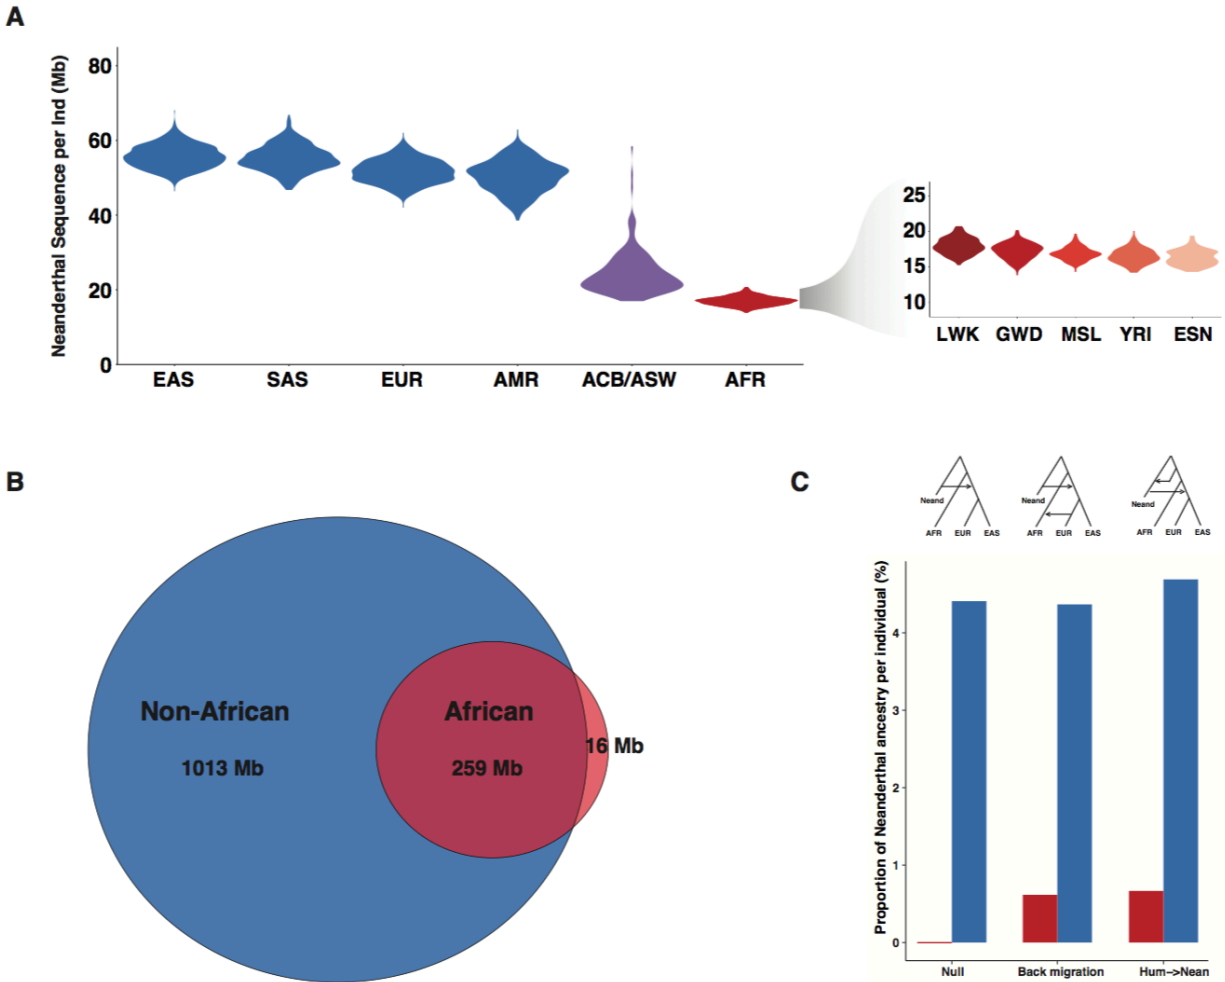 A
Neanderthal Sequence per Ind (Mb)
80
60
40
20
0
EAS SAS EUR AMR ACB/ASW AFR
25
20
15
10
LWK GWD MSL YRI ESN
B
Non-African
1013 Mb
African
259 Mb
16 Mb
C
Neand
AFR EUR EAS
Neand
AFR EUR EAS
Neand
AFR EUR EAS
Proportion of Neanderthal ancestry per individual (%)
4
3
2
1
0
Null Back migration Hum->Nean